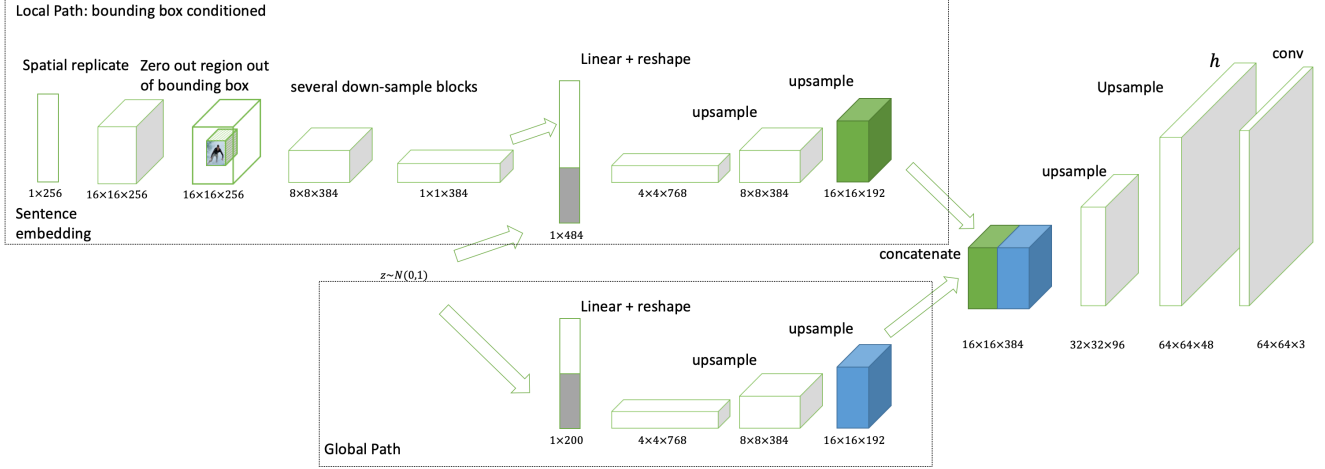 Local Path: bounding box conditioned
Spatial replicate
Zero out region out
of bounding box
several down-sample blocks
Linear + reshape
upsample
upsample
1×256
16×16×256
16×16×256
8×8×384
1×1×384
1×484
4×4×768
8×8×384
16×16×192
Sentence
embedding
z~N(0,1)
Linear + reshape
upsample
upsample
1×200
4×4×768
8×8×384
16×16×192
Global Path
concatenate
upsample
Upsample
h
conv
16×16×384
32×32×96
64×64×48
64×64×3